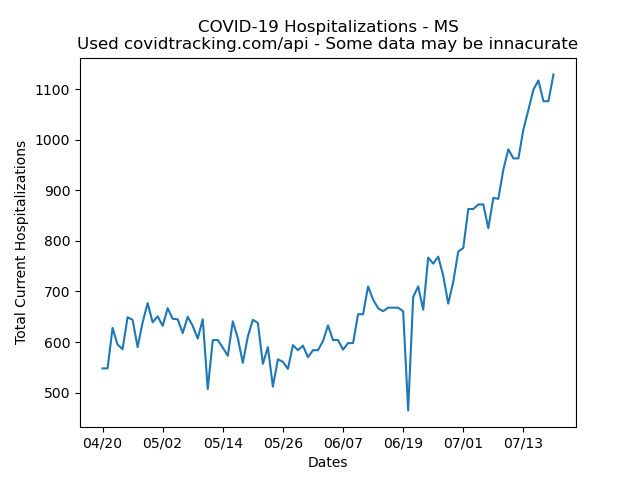 COVID-19 Hospitalizations - MS
Used covidtracking.com/api - Some data may be innacurate
1100
1000
900
800
700
600
500
Total Current Hospitalizations
04/20 05/02 05/14 05/26 06/07 06/19 07/01 07/13
Dates